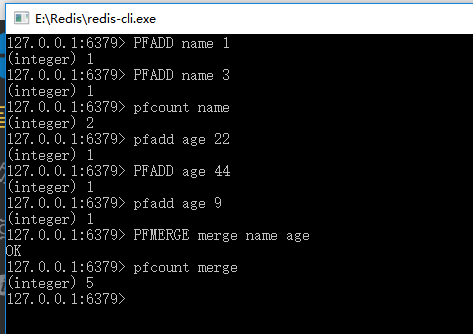 E:\Redis\redis-cli.exe
127.0.0.1:6379> PFADD name 1
(integer) 1
127.0.0.1:6379> PFADD name 3
(integer) 1
127.0.0.1:6379> pfcount name
(integer) 2
127.0.0.1:6379> pfadd age 22
(integer) 1
127.0.0.1:6379> PFADD age 44
(integer) 1
127.0.0.1:6379> pfadd age 9
(integer) 1
127.0.0.1:6379> PFMERGE merge name age
OK
127.0.0.1:6379> pfcount merge
(integer) 5
127.0.0.1:6379>